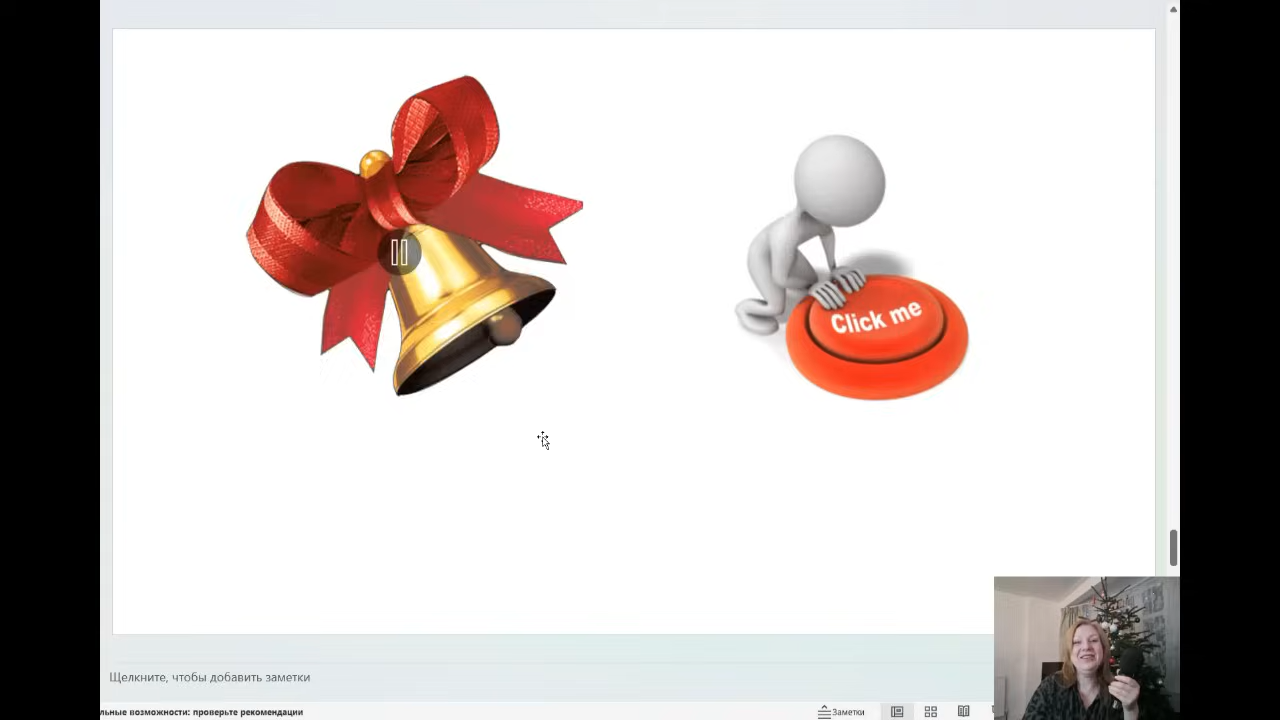 Click me
Щелкните, чтобы добавить заметки
льные возможности: проверьте рекомендации
Заметки